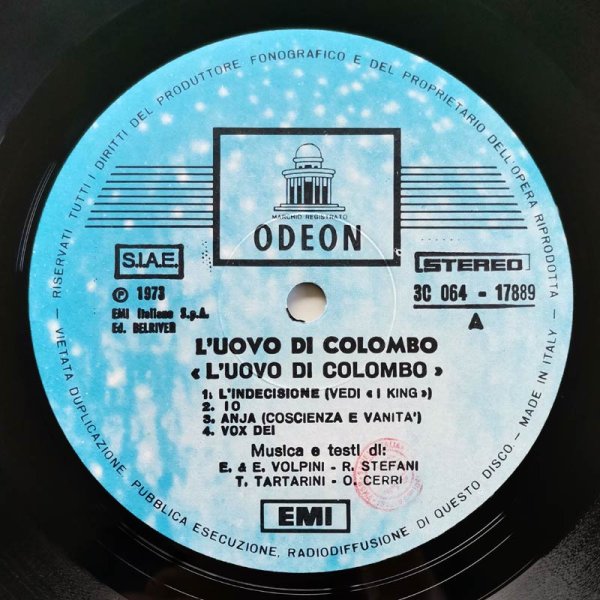 RISERVATI TUTTI I DIRITTI DEL PRODUTTORE FONOGRAFICO E DEL PROPRIETARIO DELL'OPERA RIPRODOTTA
MARCHIO REGISTRATO
ODEON
S.I.A.E.
STEREO
℗ 1973
EMI Italiana S.p.A.
Ed. BELRIVER
3C 064 - 17889
A
L'UOVO DI COLOMBO
« L'UOVO DI COLOMBO »
1. L'INDECISIONE (VEDI « I KING »)
2. IO
3. ANJA (COSCIENZA E VANITA')
4. VOX DEI
Musica e testi di:
E. & E. VOLPINI - R. STEFANI
T. TARTARINI - O. CERRI
EMI
VIETATA DUPLICAZIONE, PUBBLICA ESECUZIONE, RADIODIFFUSIONE DI QUESTO DISCO - MADE IN ITALY